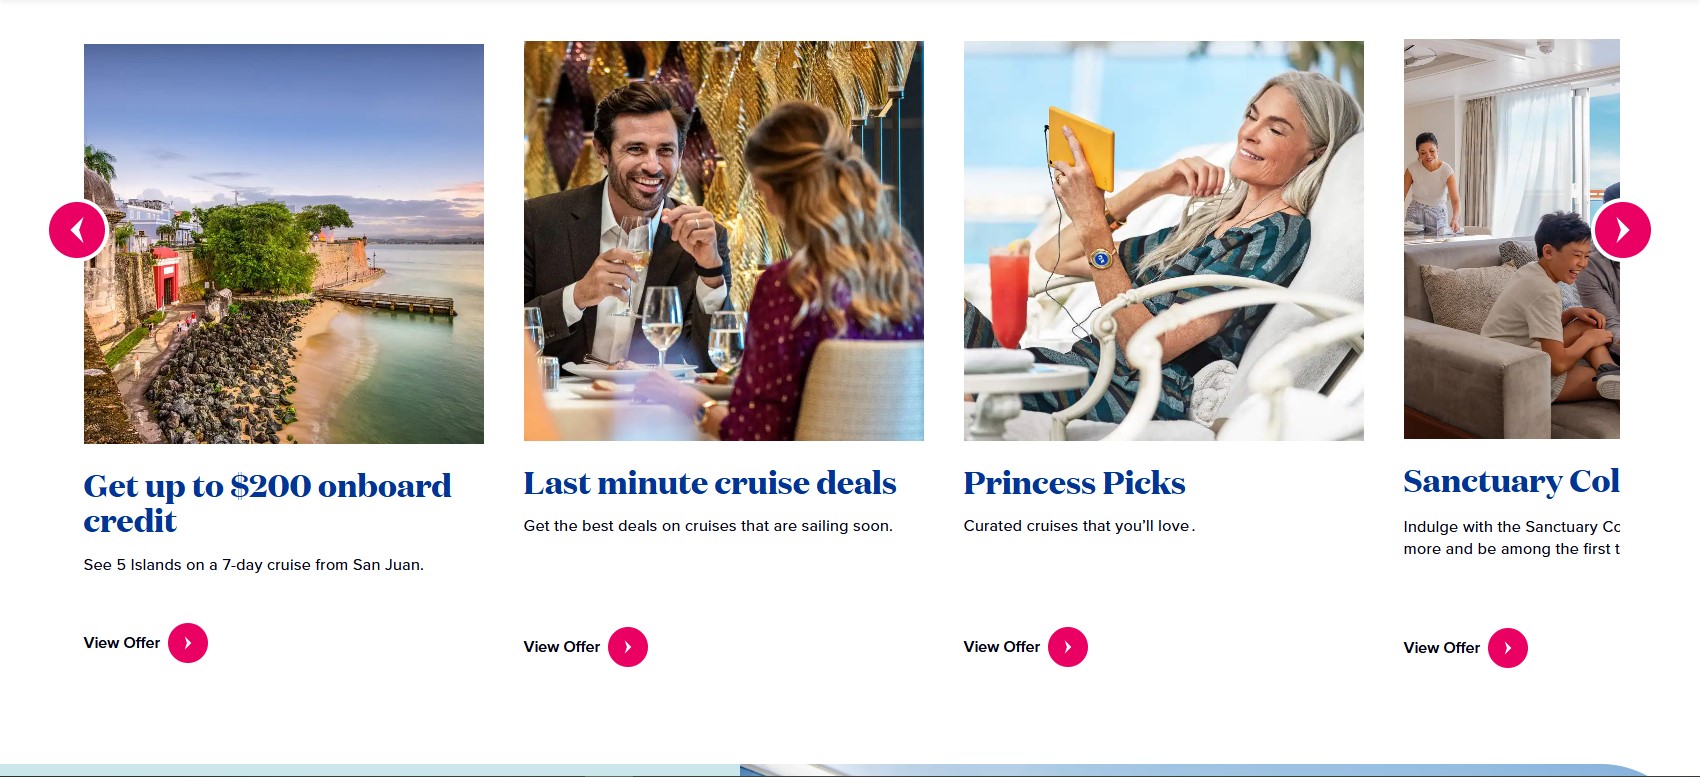 Get up to $200 onboard
credit
See 5 Islands on a 7-day cruise from San Juan.
View Offer
Last minute cruise deals
Get the best deals on cruises that are sailing soon.
View Offer
Princess Picks
Curated cruises that you’ll love.
View Offer
Sanctuary Col
Indulge with the Sanctuary Co
more and be among the first t
View Offer